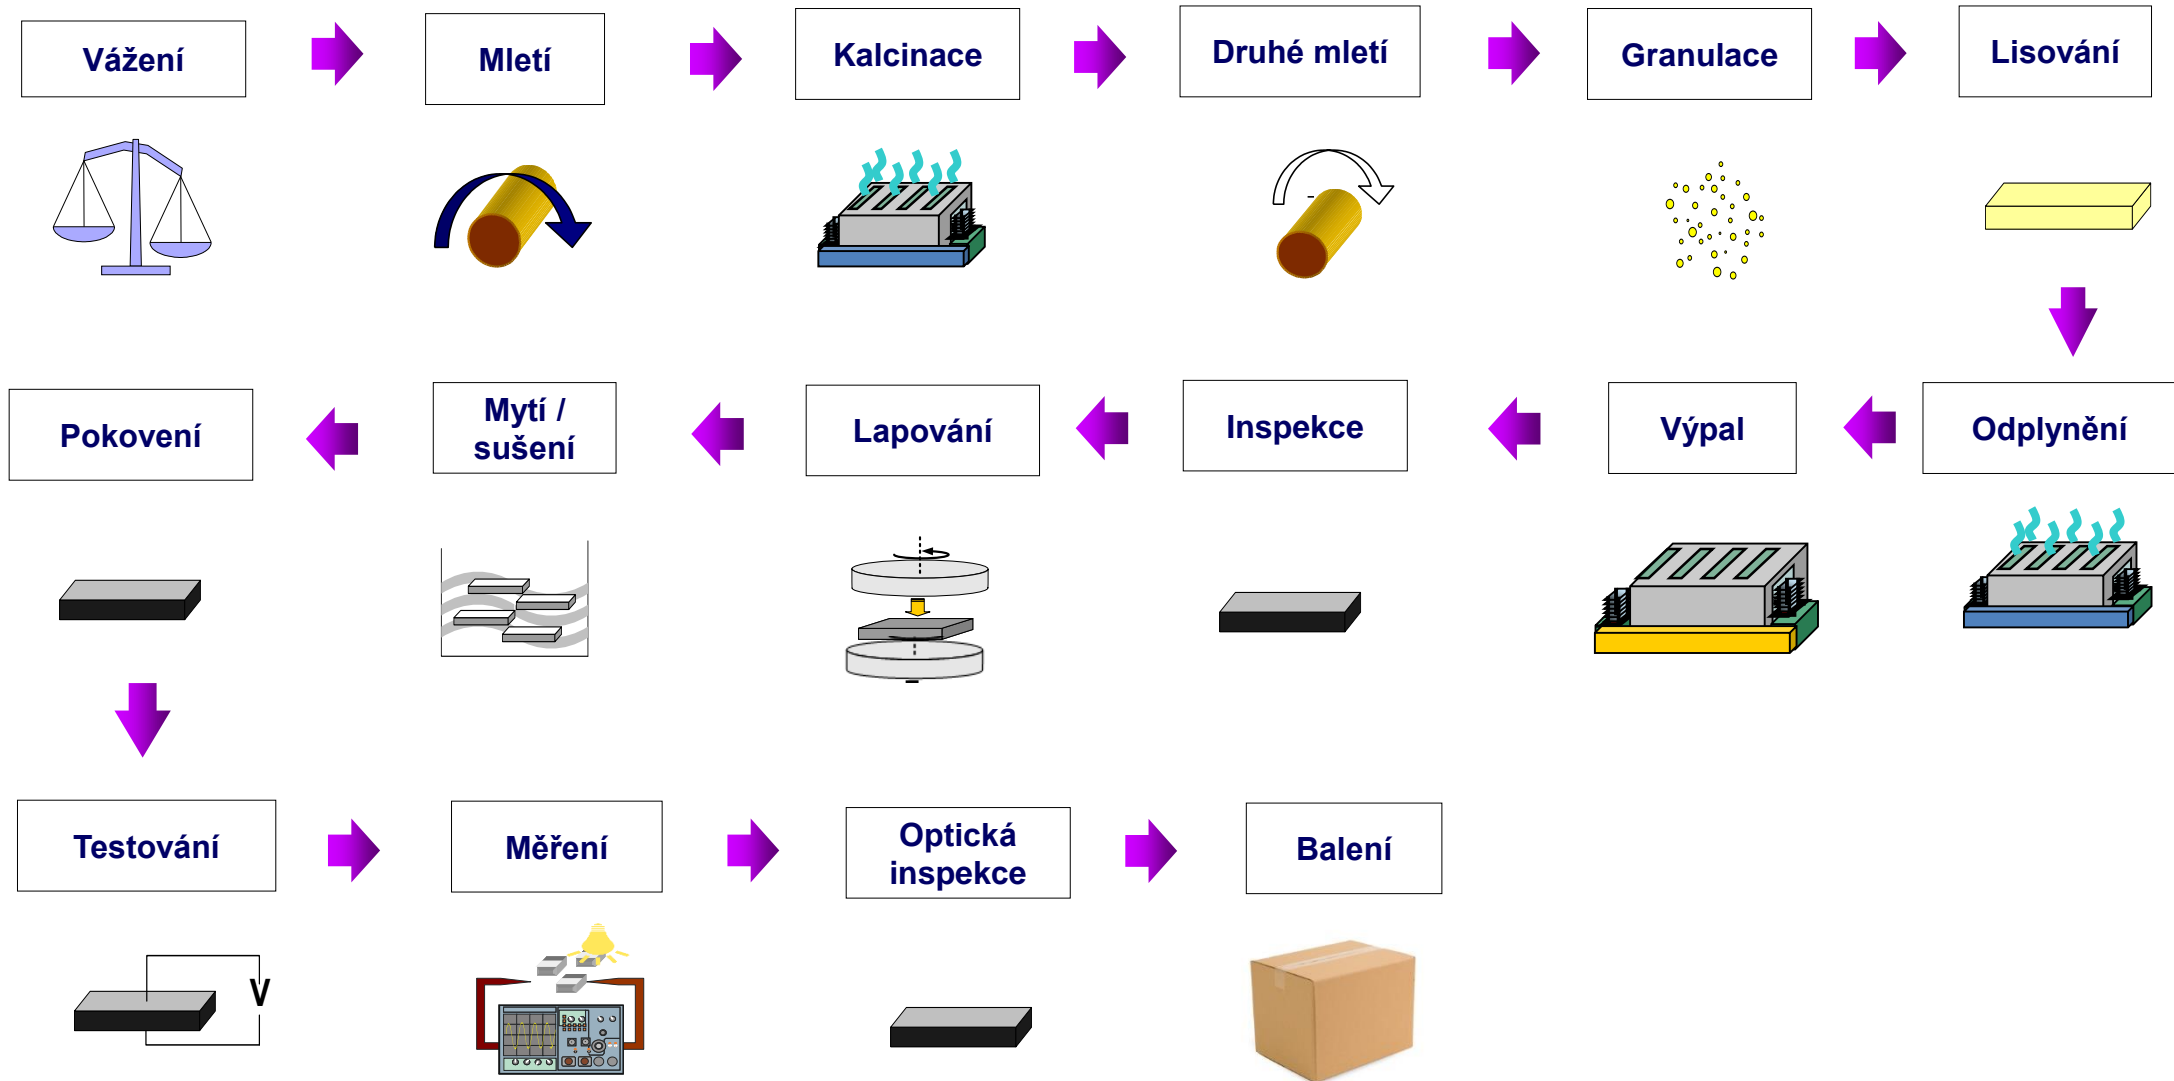 Vážení
Mletí
Kalcinace
Druhé mletí
Granulace
Lisování
Pokovení
Mytí /
sušení
Lapování
Inspekce
Výpal
Odplynění
Testování
V
Měření
Optická
inspekce
Balení